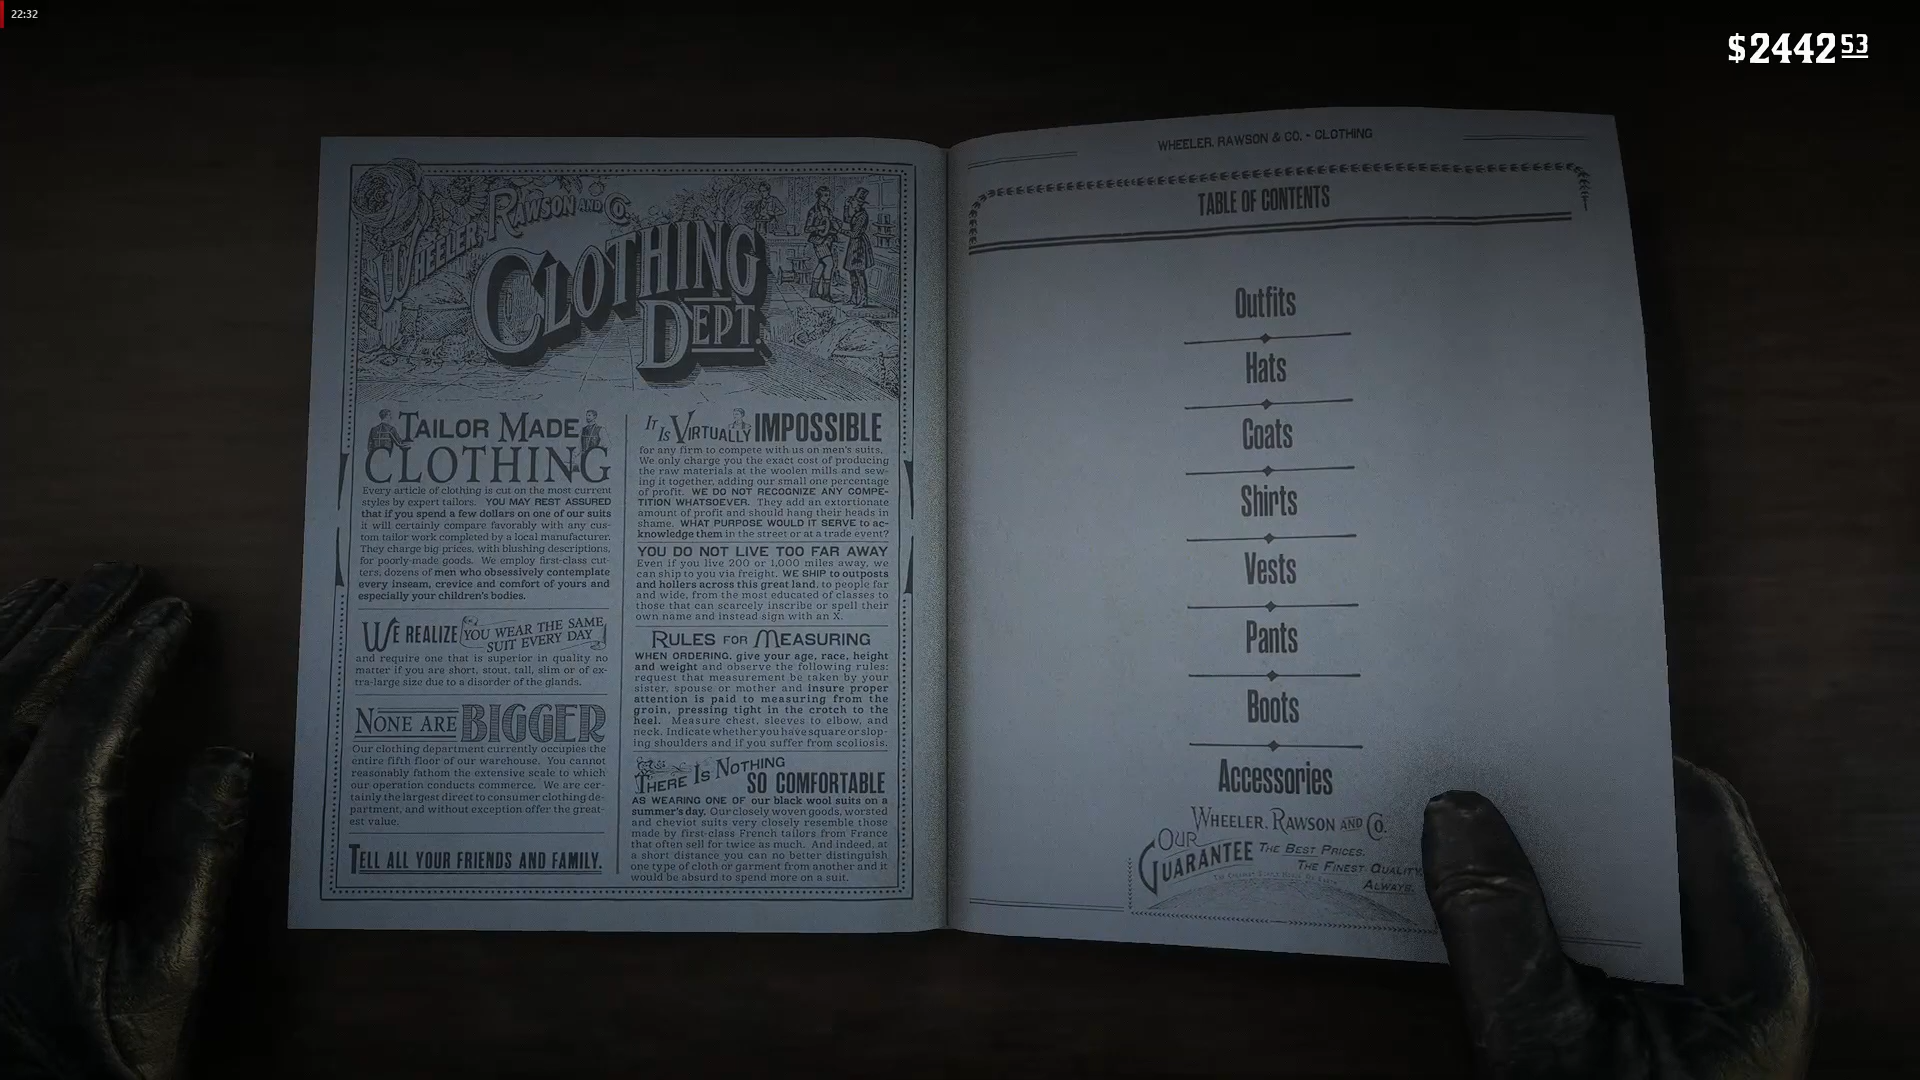 22:32
$2442 53
WHEELER, RAWSON AND CO.
CLOTHING
DEPT.
TAILOR MADE
CLOTHING
Every article of clothing is cut on the most current
styles by expert tailors. YOU MAY REST ASSURED
that if you spend a few dollars on one of our suits
it will certainly compare favorably with any cus-
tom tailor work completed by a local manufacturer.
They charge big prices, with blushing descriptions,
for poorly-made goods. We employ first-class cut-
ters, dozens of men who obsessively contemplate
every inseam, crevice and comfort of yours and
especially your children's bodies.
WE REALIZE YOU WEAR THE SAME
SUIT EVERY DAY
and require one that is superior in quality no
matter if you are short, stout, tall, slim or of ex-
tra-large size due to a disorder of the glands.
NONE ARE BIGGER
Our clothing department currently occupies the
entire fifth floor of our warehouse. You cannot
reasonably fathom the extensive scale to which
our operation conducts commerce. We are cer-
tainly the largest direct to consumer clothing de-
partment, and without exception offer the great-
est value.
TELL ALL YOUR FRIENDS AND FAMILY.
IT IS VIRTUALLY IMPOSSIBLE
for any firm to compete with us on men's suits.
We only charge you the exact cost of producing
the raw materials at the woolen mills and sew-
ing it together, adding our small one percentage
of profit. WE DO NOT RECOGNIZE ANY COMPE-
TITION WHATSOEVER. They add an extortionate
amount of profit and should hang their heads in
shame. WHAT PURPOSE WOULD IT SERVE to ac-
knowledge them in the street or at a trade event?
YOU DO NOT LIVE TOO FAR AWAY
Even if you live 200 or 1,000 miles away, we
can ship to you via freight. WE SHIP to outposts
and hollers across this great land, to people far
and wide, from the most educated of classes to
those that can scarcely inscribe or spell their
own name and instead sign with an X.
RULES FOR MEASURING
WHEN ORDERING, give your age, race, height
and weight and observe the following rules:
request that measurement be taken by your
sister, spouse or mother and insure proper
attention is paid to measuring from the
groin, pressing tight in the crotch to the
heel. Measure chest, sleeves to elbow, and
neck. Indicate whether you have square or slop-
ing shoulders and if you suffer from scoliosis.
THERE IS NOTHING
SO COMFORTABLE
AS WEARING ONE OF our black wool suits on a
summer's day. Our closely woven goods, worsted
and cheviot suits very closely resemble those
made by first-class French tailors from France
that often sell for twice as much. And indeed, at
a short distance you can no better distinguish
one type of cloth or garment from another and it
would be absurd to spend more on a suit.
WHEELER, RAWSON & CO. - CLOTHING
TABLE OF CONTENTS
Outfits
Hats
Coats
Shirts
Vests
Pants
Boots
Accessories
WHEELER, RAWSON AND CO.
OUR
GUARANTEE
THE BEST PRICES.
THE FINEST QUALITY.
ALWAYS.